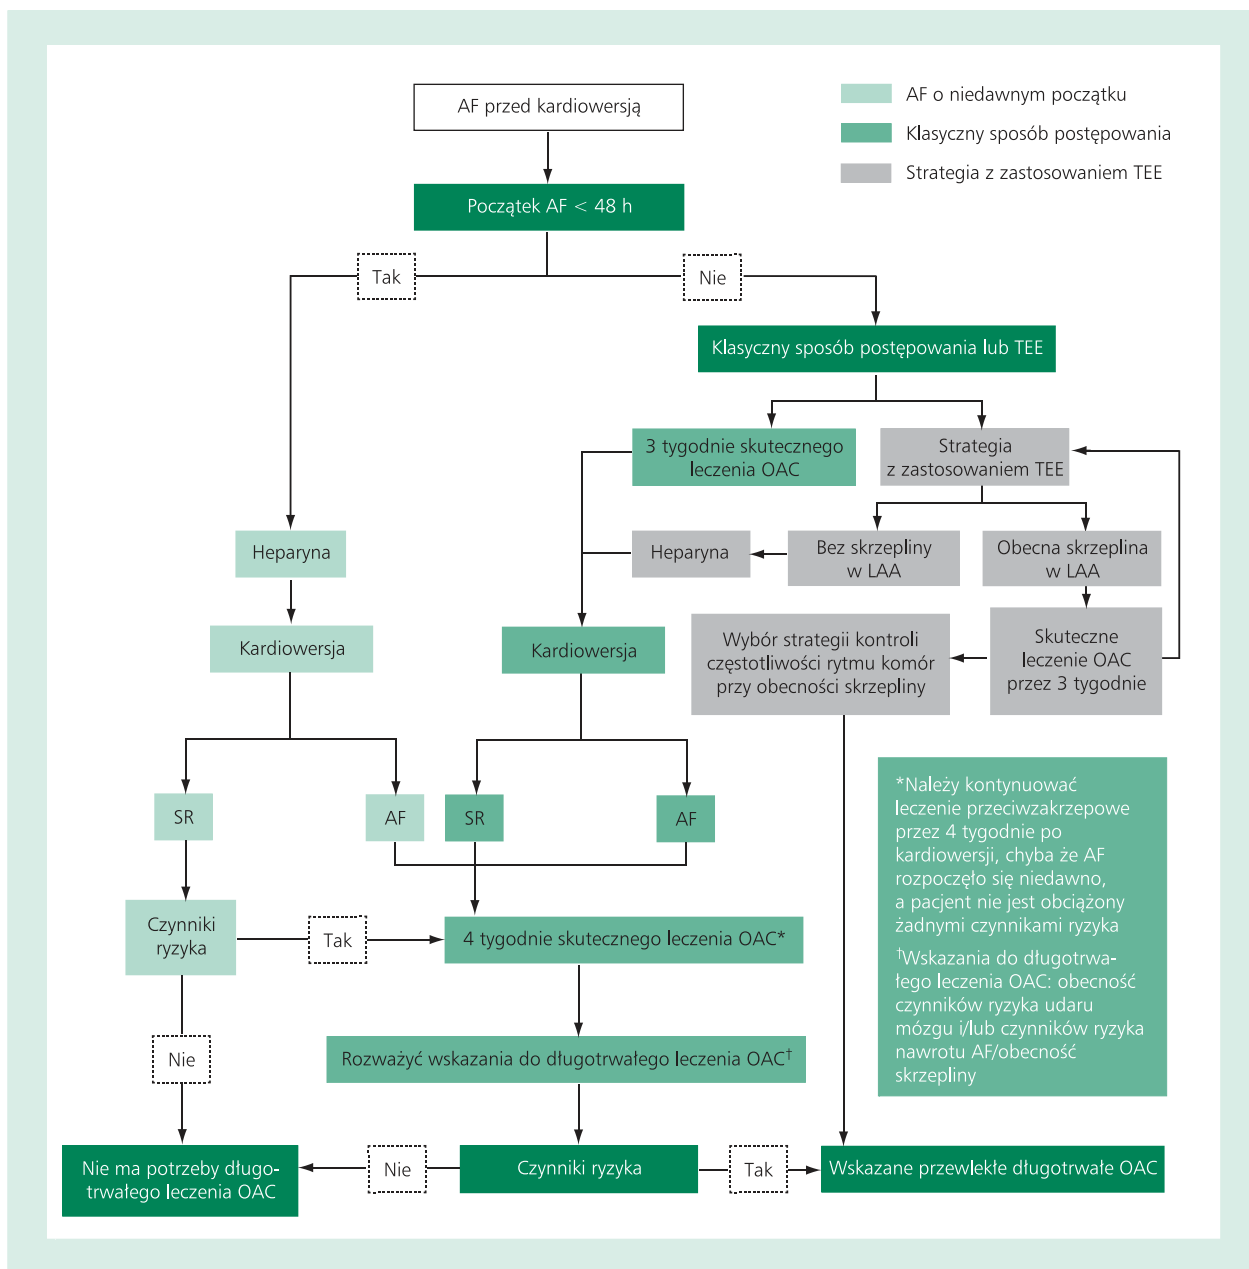 AF przed kardiowersją
AF o niedawnym początku
Klasyczny sposób postępowania
Strategia z zastosowaniem TEE
Początek AF < 48 h
Tak
Nie
Klasyczny sposób postępowania lub TEE
3 tygodnie skutecznego
leczenia OAC
Strategia
z zastosowaniem TEE
Heparyna
Heparyna
Bez skrzepliny
w LAA
Obecna skrzeplina
w LAA
Kardiowersja
Kardiowersja
Wybór strategii kontroli
częstotliwości rytmu komór
przy obecności skrzepliny
Skuteczne
leczenie OAC
przez 3 tygodnie
SR
AF
SR
AF
*Należy kontynuować
leczenie przeciwzakrzepowe
przez 4 tygodnie po
kardiowersji, chyba że AF
rozpoczęło się niedawno,
a pacjent nie jest obciążony
żadnymi czynnikami ryzyka
†Wskazania do długotrwa-
łego leczenia OAC: obecność
czynników ryzyka udaru
mózgu i/lub czynników ryzyka
nawrotu AF/obecność
skrzepliny
Czynniki
ryzyka
Tak
4 tygodnie skutecznego leczenia OAC*
Nie
Rozważyć wskazania do długotrwałego leczenia OAC†
Nie ma potrzeby długo-
trwałego leczenia OAC
Nie
Czynniki ryzyka
Tak
Wskazane przewlekłe długotrwałe OAC